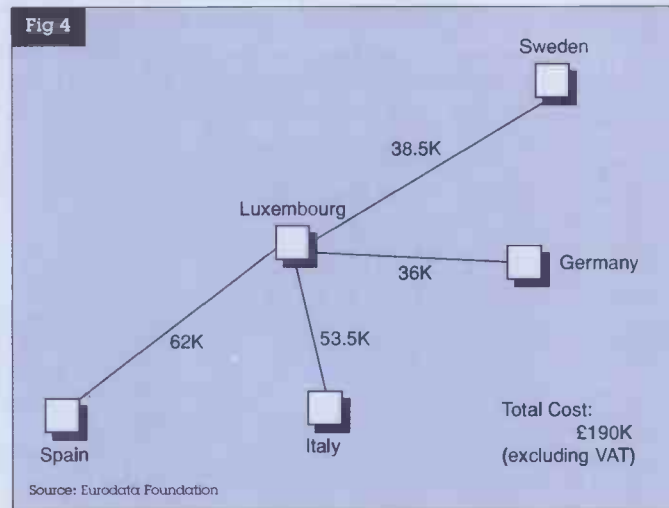 Fig 4
Sweden
38.5K
Luxembourg
Germany
36K
62K
53.5K
Total Cost:
£190K
(excluding VAT)
Spain
Italy
Source: Eurodata Foundation